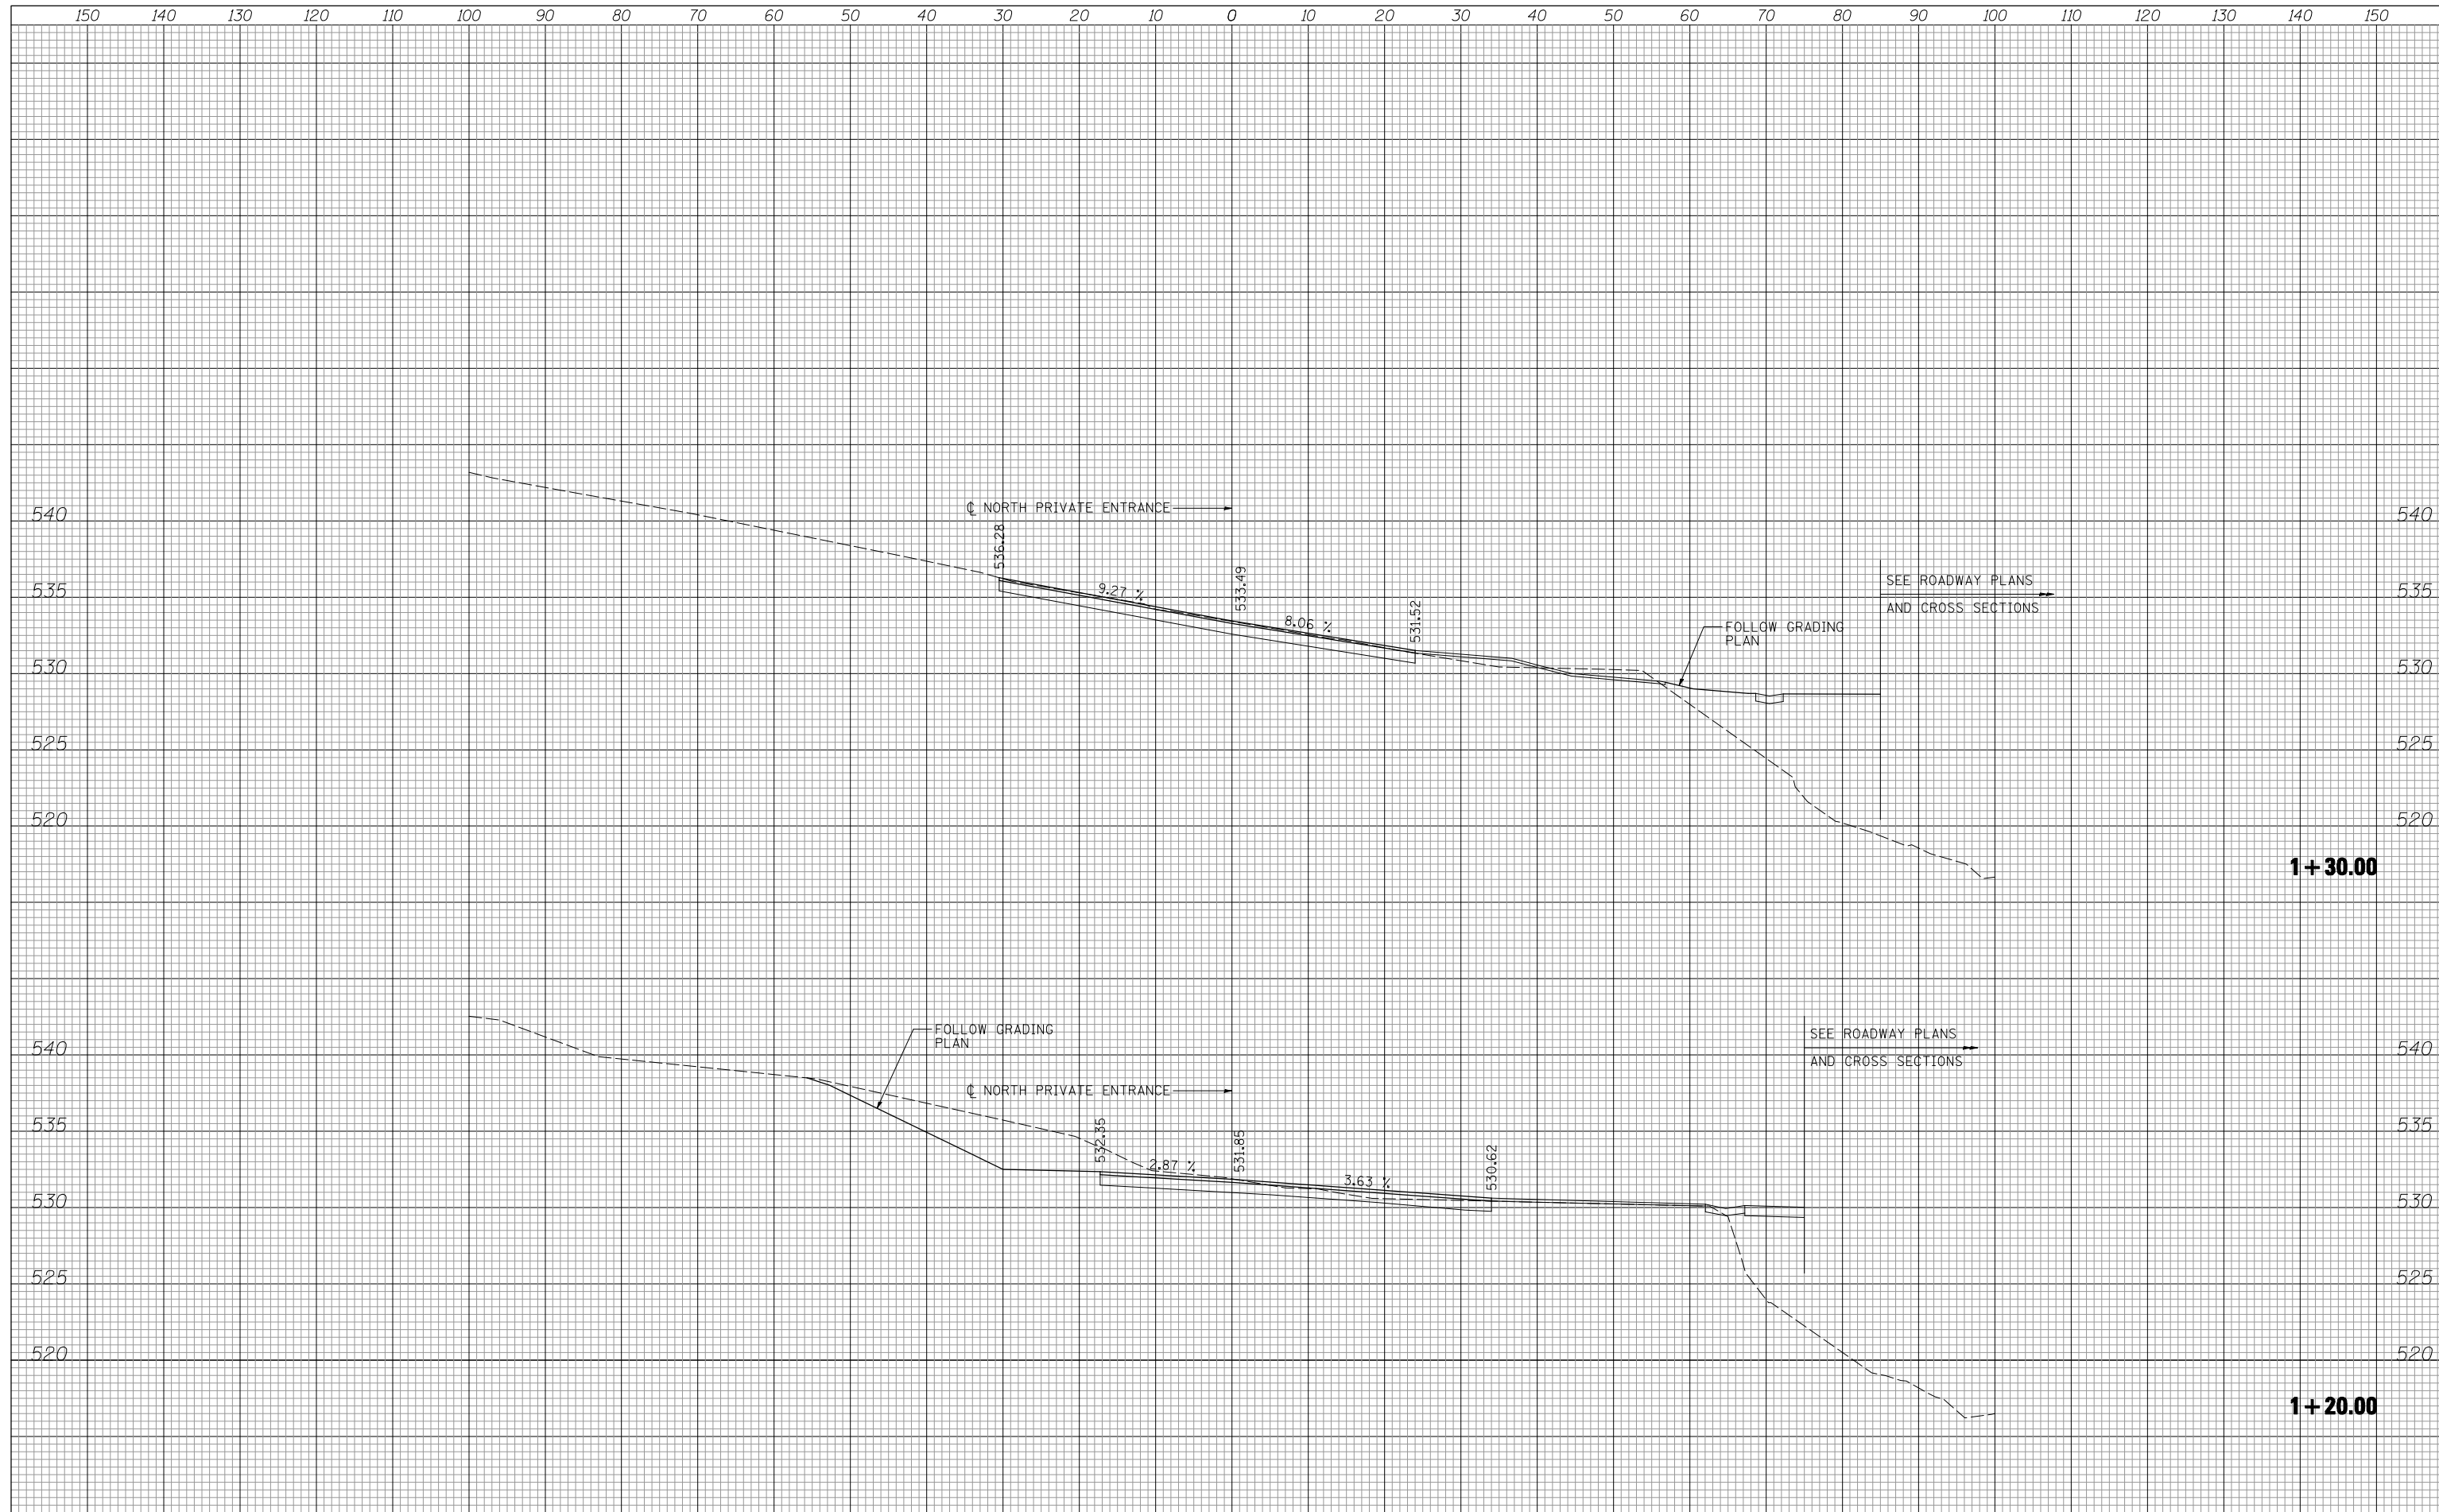 150 140 130 120 110 100 90 80 70 60 50 40 30 20 10 0 10 20 30 40 50 60 70 80 90 100 110 120 130 140 150
℄ NORTH PRIVATE ENTRANCE
540 540
536.28
533.49
9.27 %
535 535
SEE ROADWAY PLANS
AND CROSS SECTIONS
8.06 %
531.52
FOLLOW GRADING
PLAN
530 530
525 525
520 520
1+30.00
FOLLOW GRADING
PLAN
SEE ROADWAY PLANS
AND CROSS SECTIONS
540 540
℄ NORTH PRIVATE ENTRANCE
535 535
532.35
531.85
530.62
2.87 %
3.63 %
530 530
525 525
520 520
1+20.00